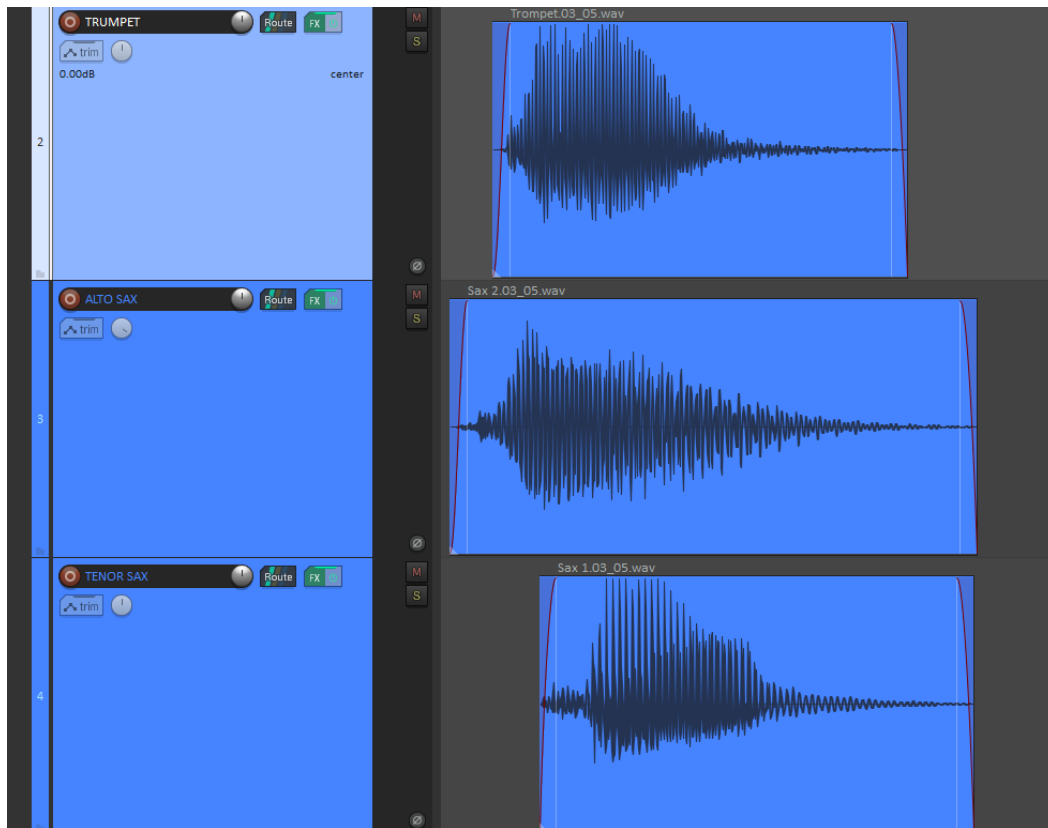 TRUMPET Route FX M
S
trim
0.00dB center
2
Trompet.03_05.wav
ALTO SAX Route FX M
S
trim
3
Sax 2.03_05.wav
TENOR SAX Route FX M
S
trim
4
Sax 1.03_05.wav